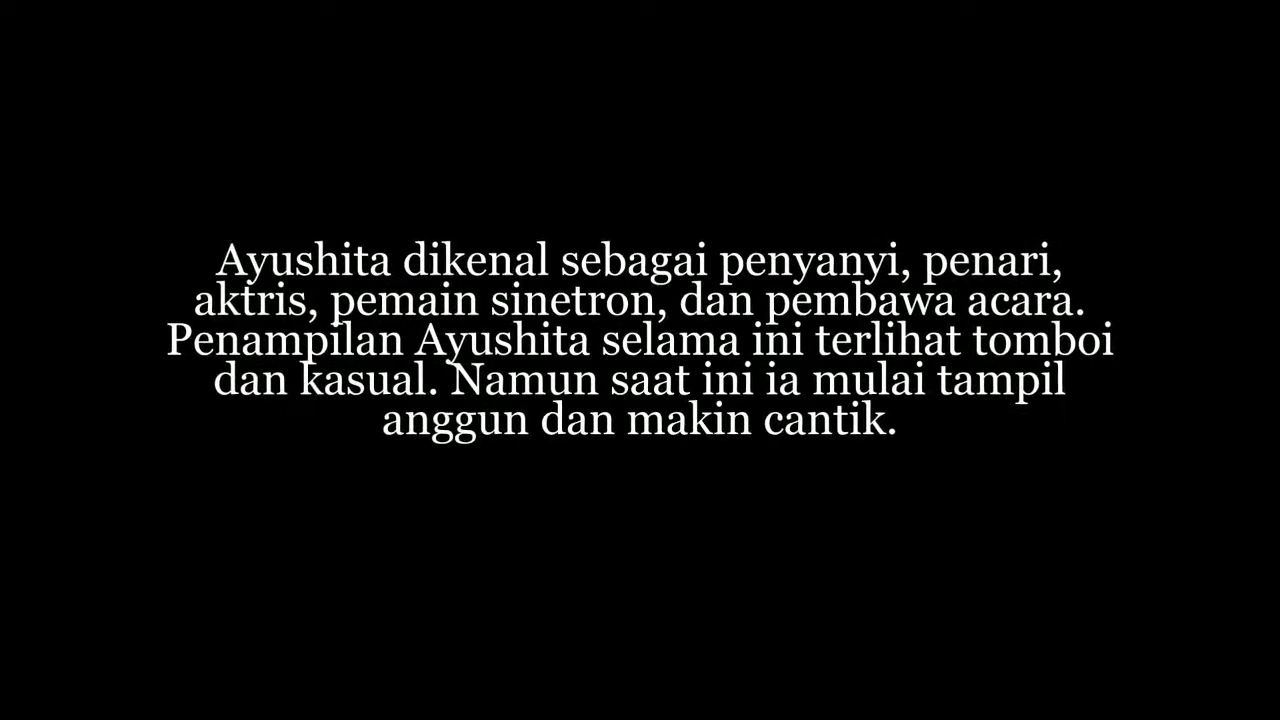 Ayushita dikenal sebagai penyanyi, penari,
aktris, pemain sinetron, dan pembawa acara.
Penampilan Ayushita selama ini terlihat tomboi
dan kasual. Namun saat ini ia mulai tampil
anggun dan makin cantik.